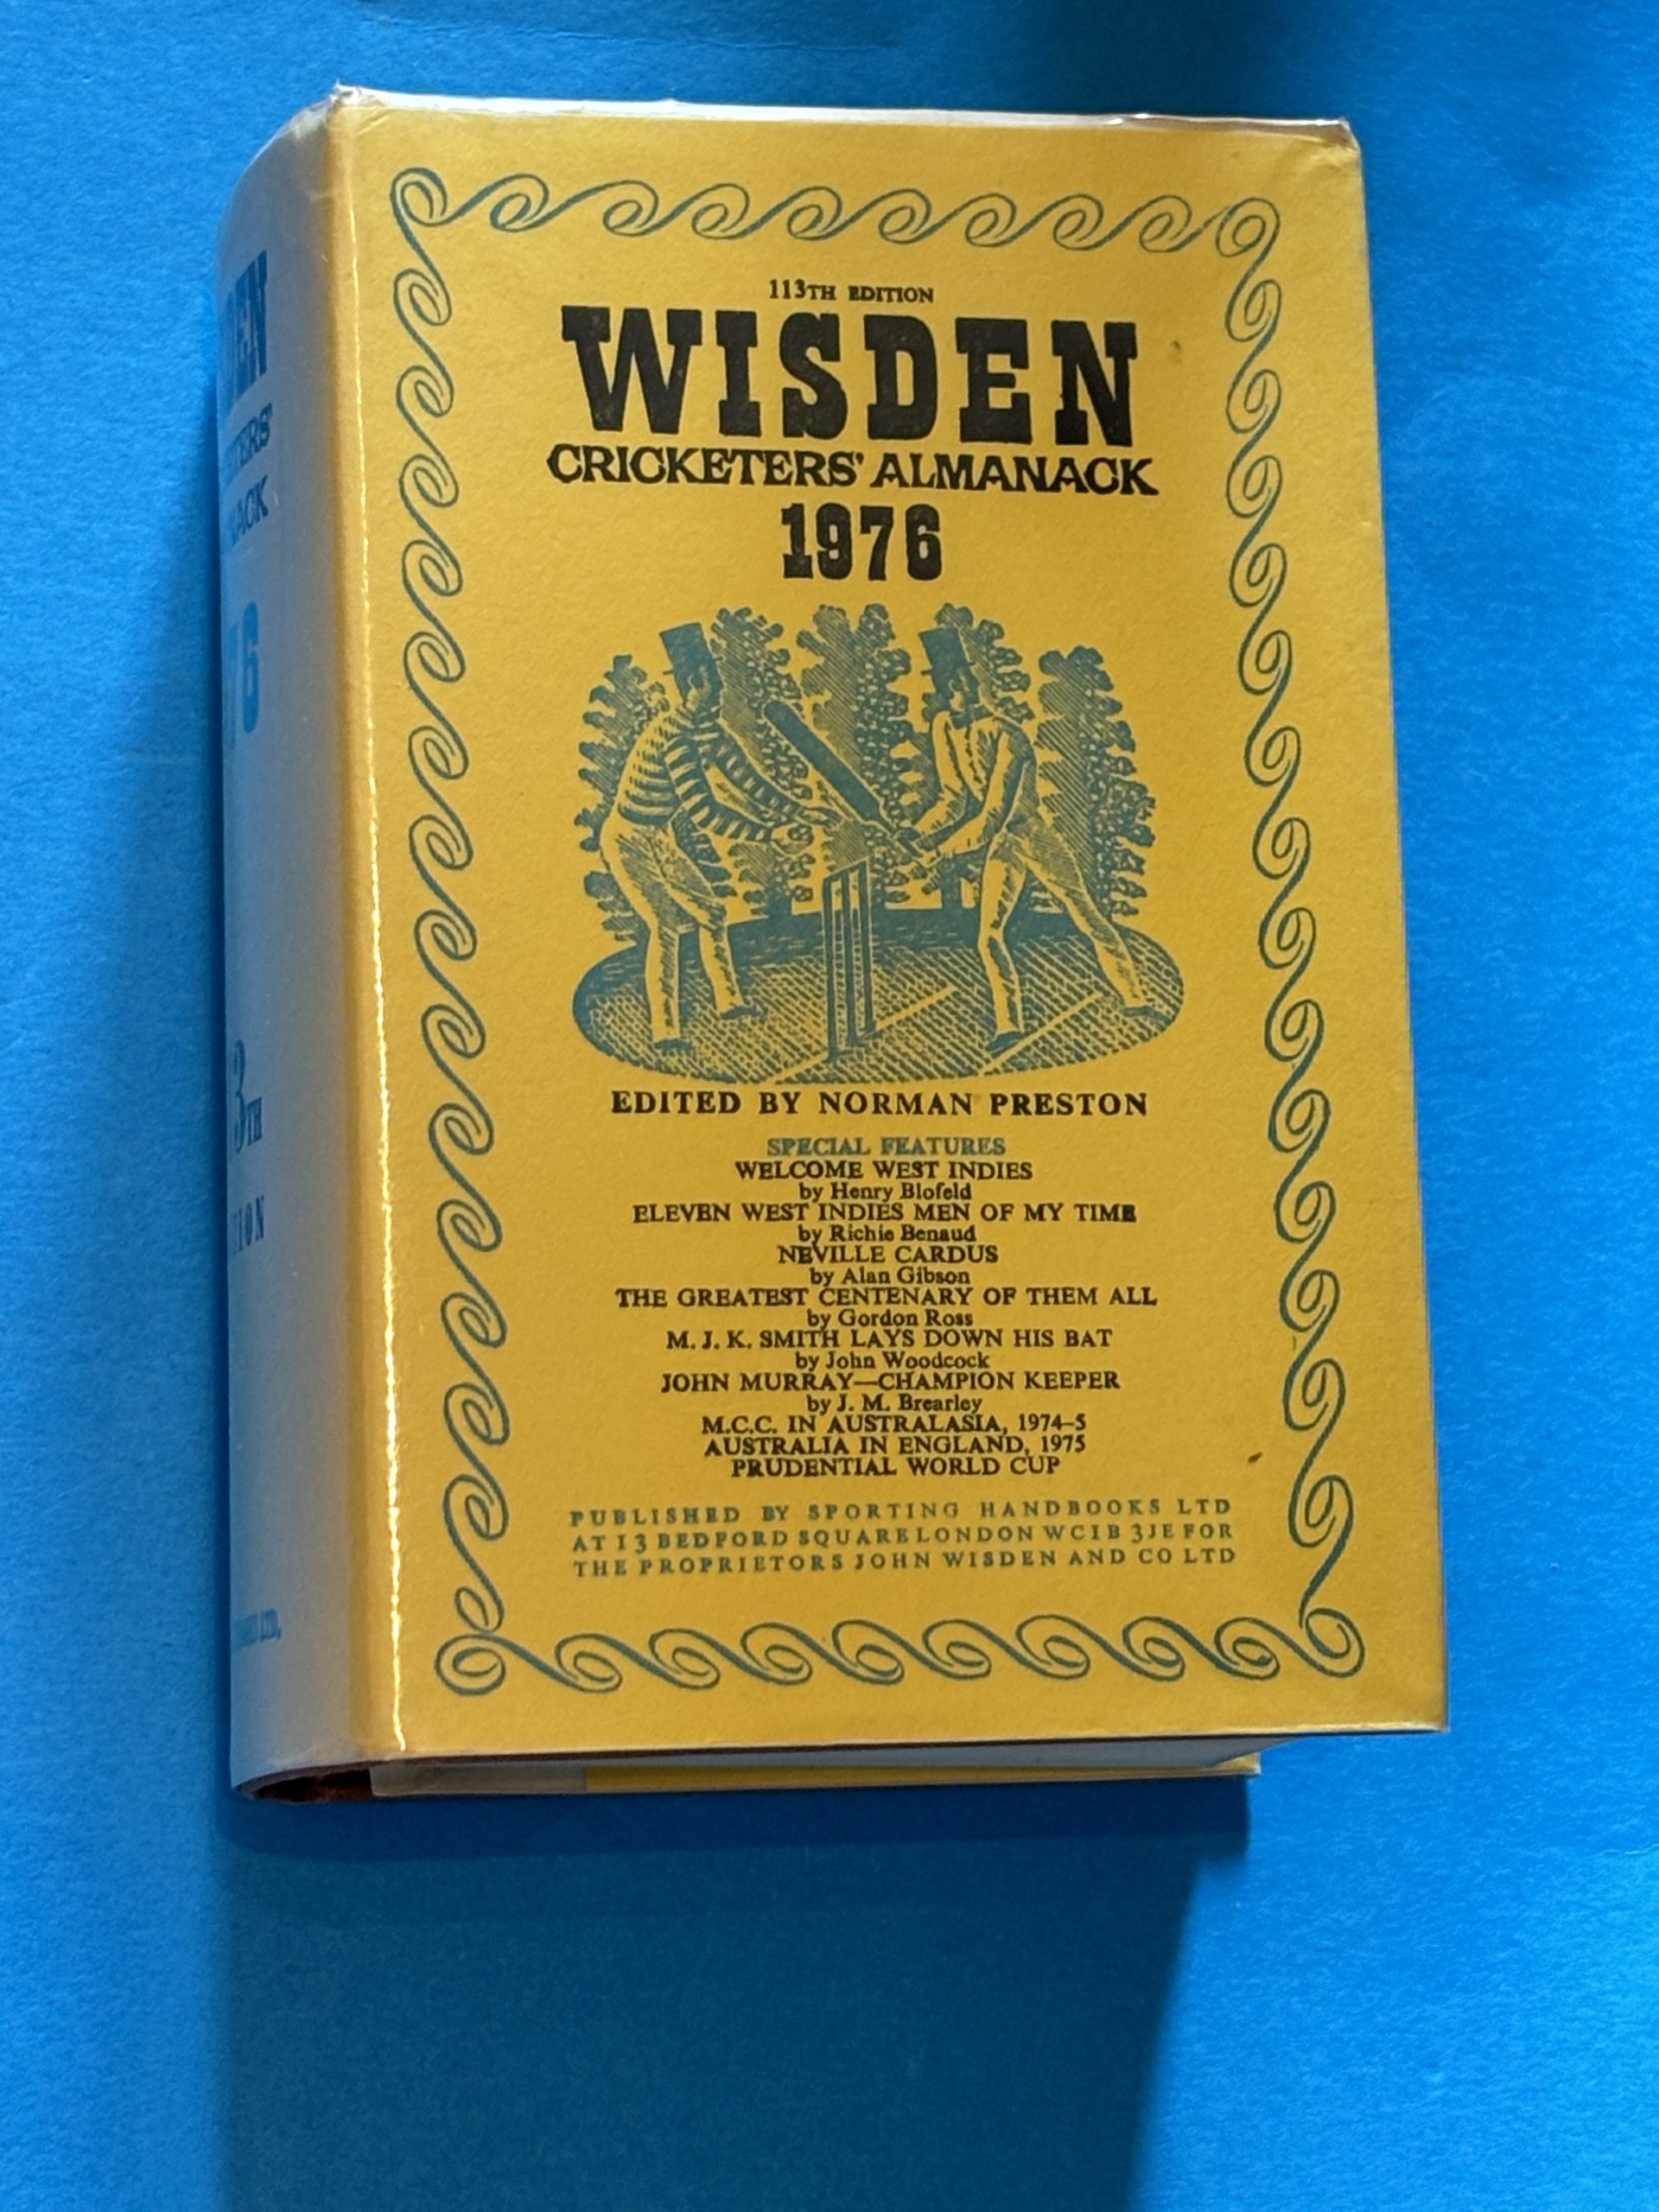 113TH EDITION
WISDEN
CRICKETERS' ALMANACK
1976
EDITED BY NORMAN PRESTON
SPECIAL FEATURES
WELCOME WEST INDIES
by Henry Blofeld
ELEVEN WEST INDIES MEN OF MY TIME
by Richie Benaud
NEVILLE CARDUS
by Alan Gibson
THE GREATEST CENTENARY OF THEM ALL
by Gordon Ross
M. J. K. SMITH LAYS DOWN HIS BAT
by John Woodcock
JOHN MURRAY—CHAMPION KEEPER
by J. M. Brearley
M.C.C. IN AUSTRALASIA, 1974-5
AUSTRALIA IN ENGLAND, 1975
PRUDENTIAL WORLD CUP
PUBLISHED BY SPORTING HANDBOOKS LTD
AT 13 BEDFORD SQUARE LONDON WC1B 3JE FOR
THE PROPRIETORS JOHN WISDEN AND CO LTD